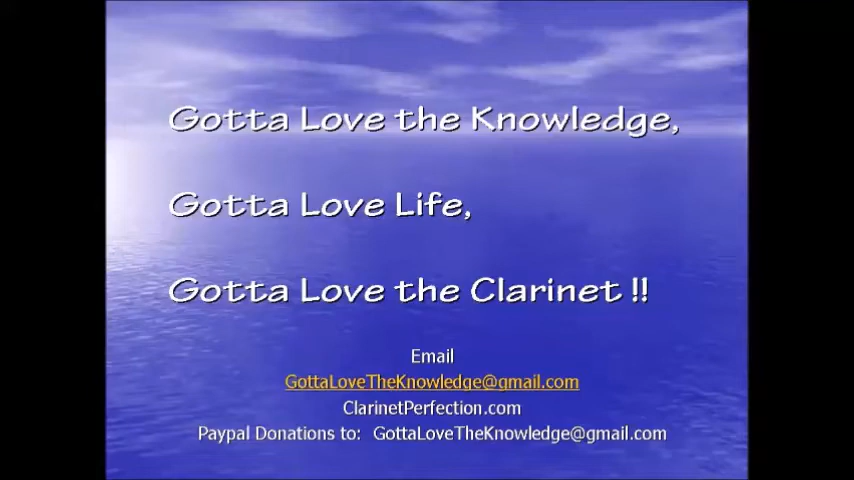 Gotta Love the Knowledge,
Gotta Love Life,
Gotta Love the Clarinet !!
Email
GottaLoveTheKnowledge@gmail.com
ClarinetPerfection.com
Paypal Donations to: GottaLoveTheKnowledge@gmail.com